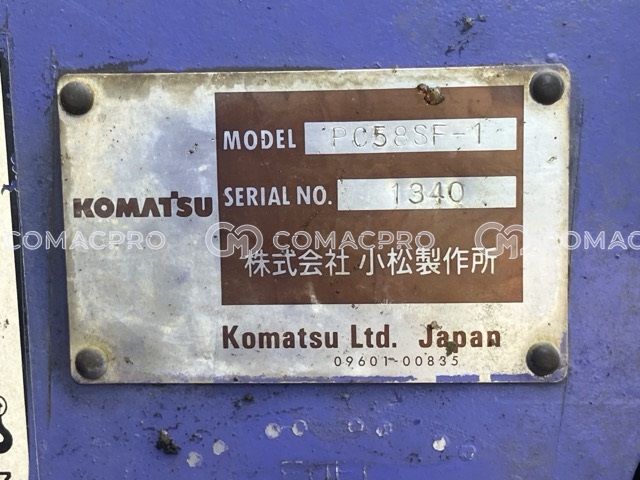 MODEL PC58SF-1
SERIAL NO. 1340
KOMATSU
COMACPRO COMACPRO COMACPRO
株式会社 小松製作所
Komatsu Ltd. Japan
09601-00835